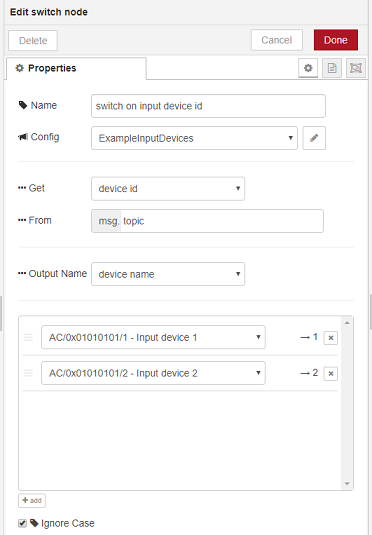 Edit switch node
Delete Cancel Done
Properties
Name switch on input device id
Config ExampleInputDevices
Get device id
From msg. topic
Output Name device name
AC/0x01010101/1 - Input device 1 → 1
AC/0x01010101/2 - Input device 2 → 2
+ add
Ignore Case